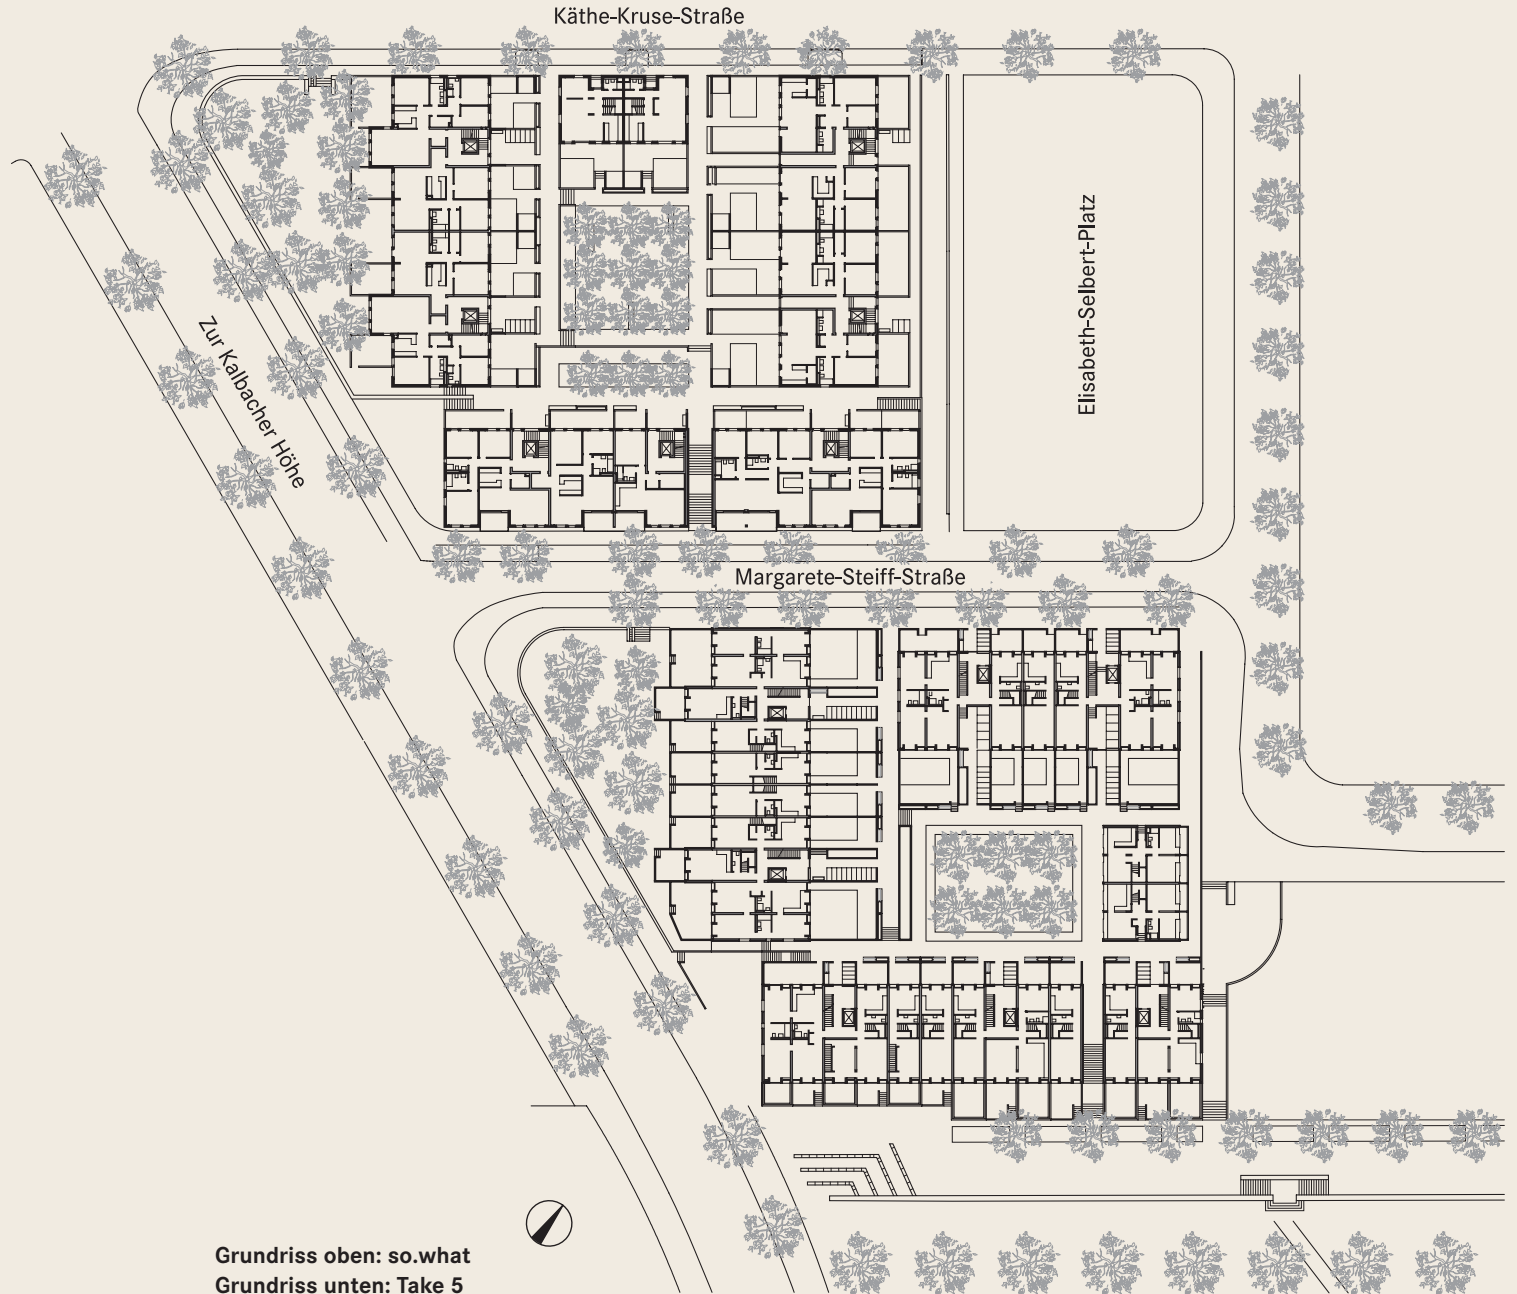 Käthe-Kruse-Straße
Elisabeth-Selbert-Platz
Zur Kalbacher Höhe
Margarete-Steiff-Straße
Grundriss oben: so.what
Grundriss unten: Take 5